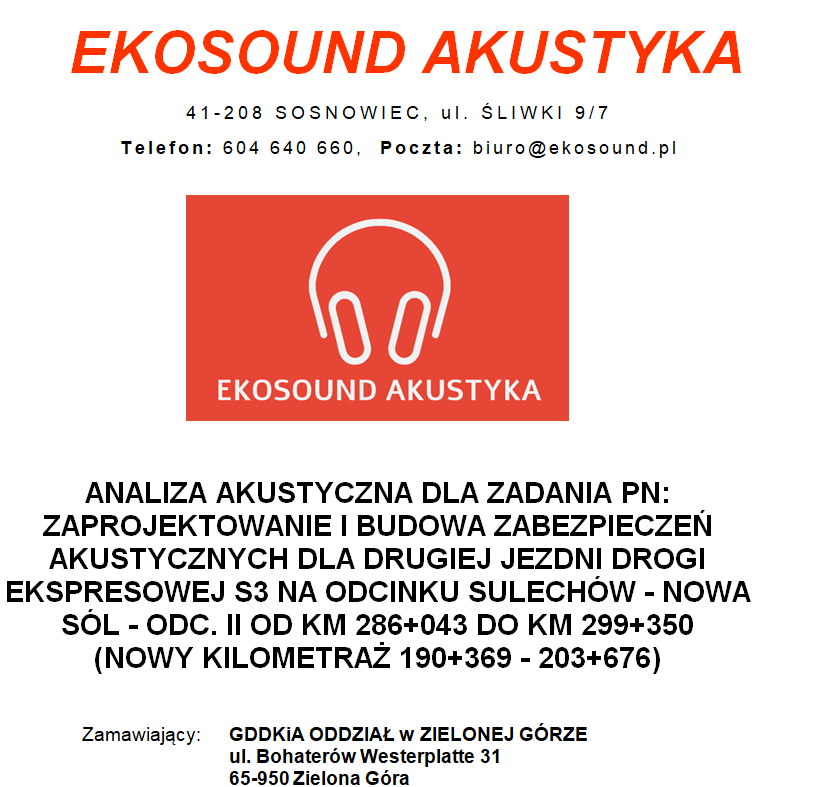 EKOSOUND AKUSTYKA
41-208 SOSNOWIEC, ul. ŚLIWKI 9/7
Telefon: 604 640 660, Poczta: biuro@ekosound.pl
EKOSOUND AKUSTYKA
ANALIZA AKUSTYCZNA DLA ZADANIA PN:
ZAPROJEKTOWANIE I BUDOWA ZABEZPIECZEŃ
AKUSTYCZNYCH DLA DRUGIEJ JEZDNI DROGI
EKSPRESOWEJ S3 NA ODCINKU SULECHÓW - NOWA
SÓL - ODC. II OD KM 286+043 DO KM 299+350
(NOWY KILOMETRAŻ 190+369 - 203+676)
Zamawiający: GDDKiA ODDZIAŁ w ZIELONEJ GÓRZE
ul. Bohaterów Westerplatte 31
65-950 Zielona Góra